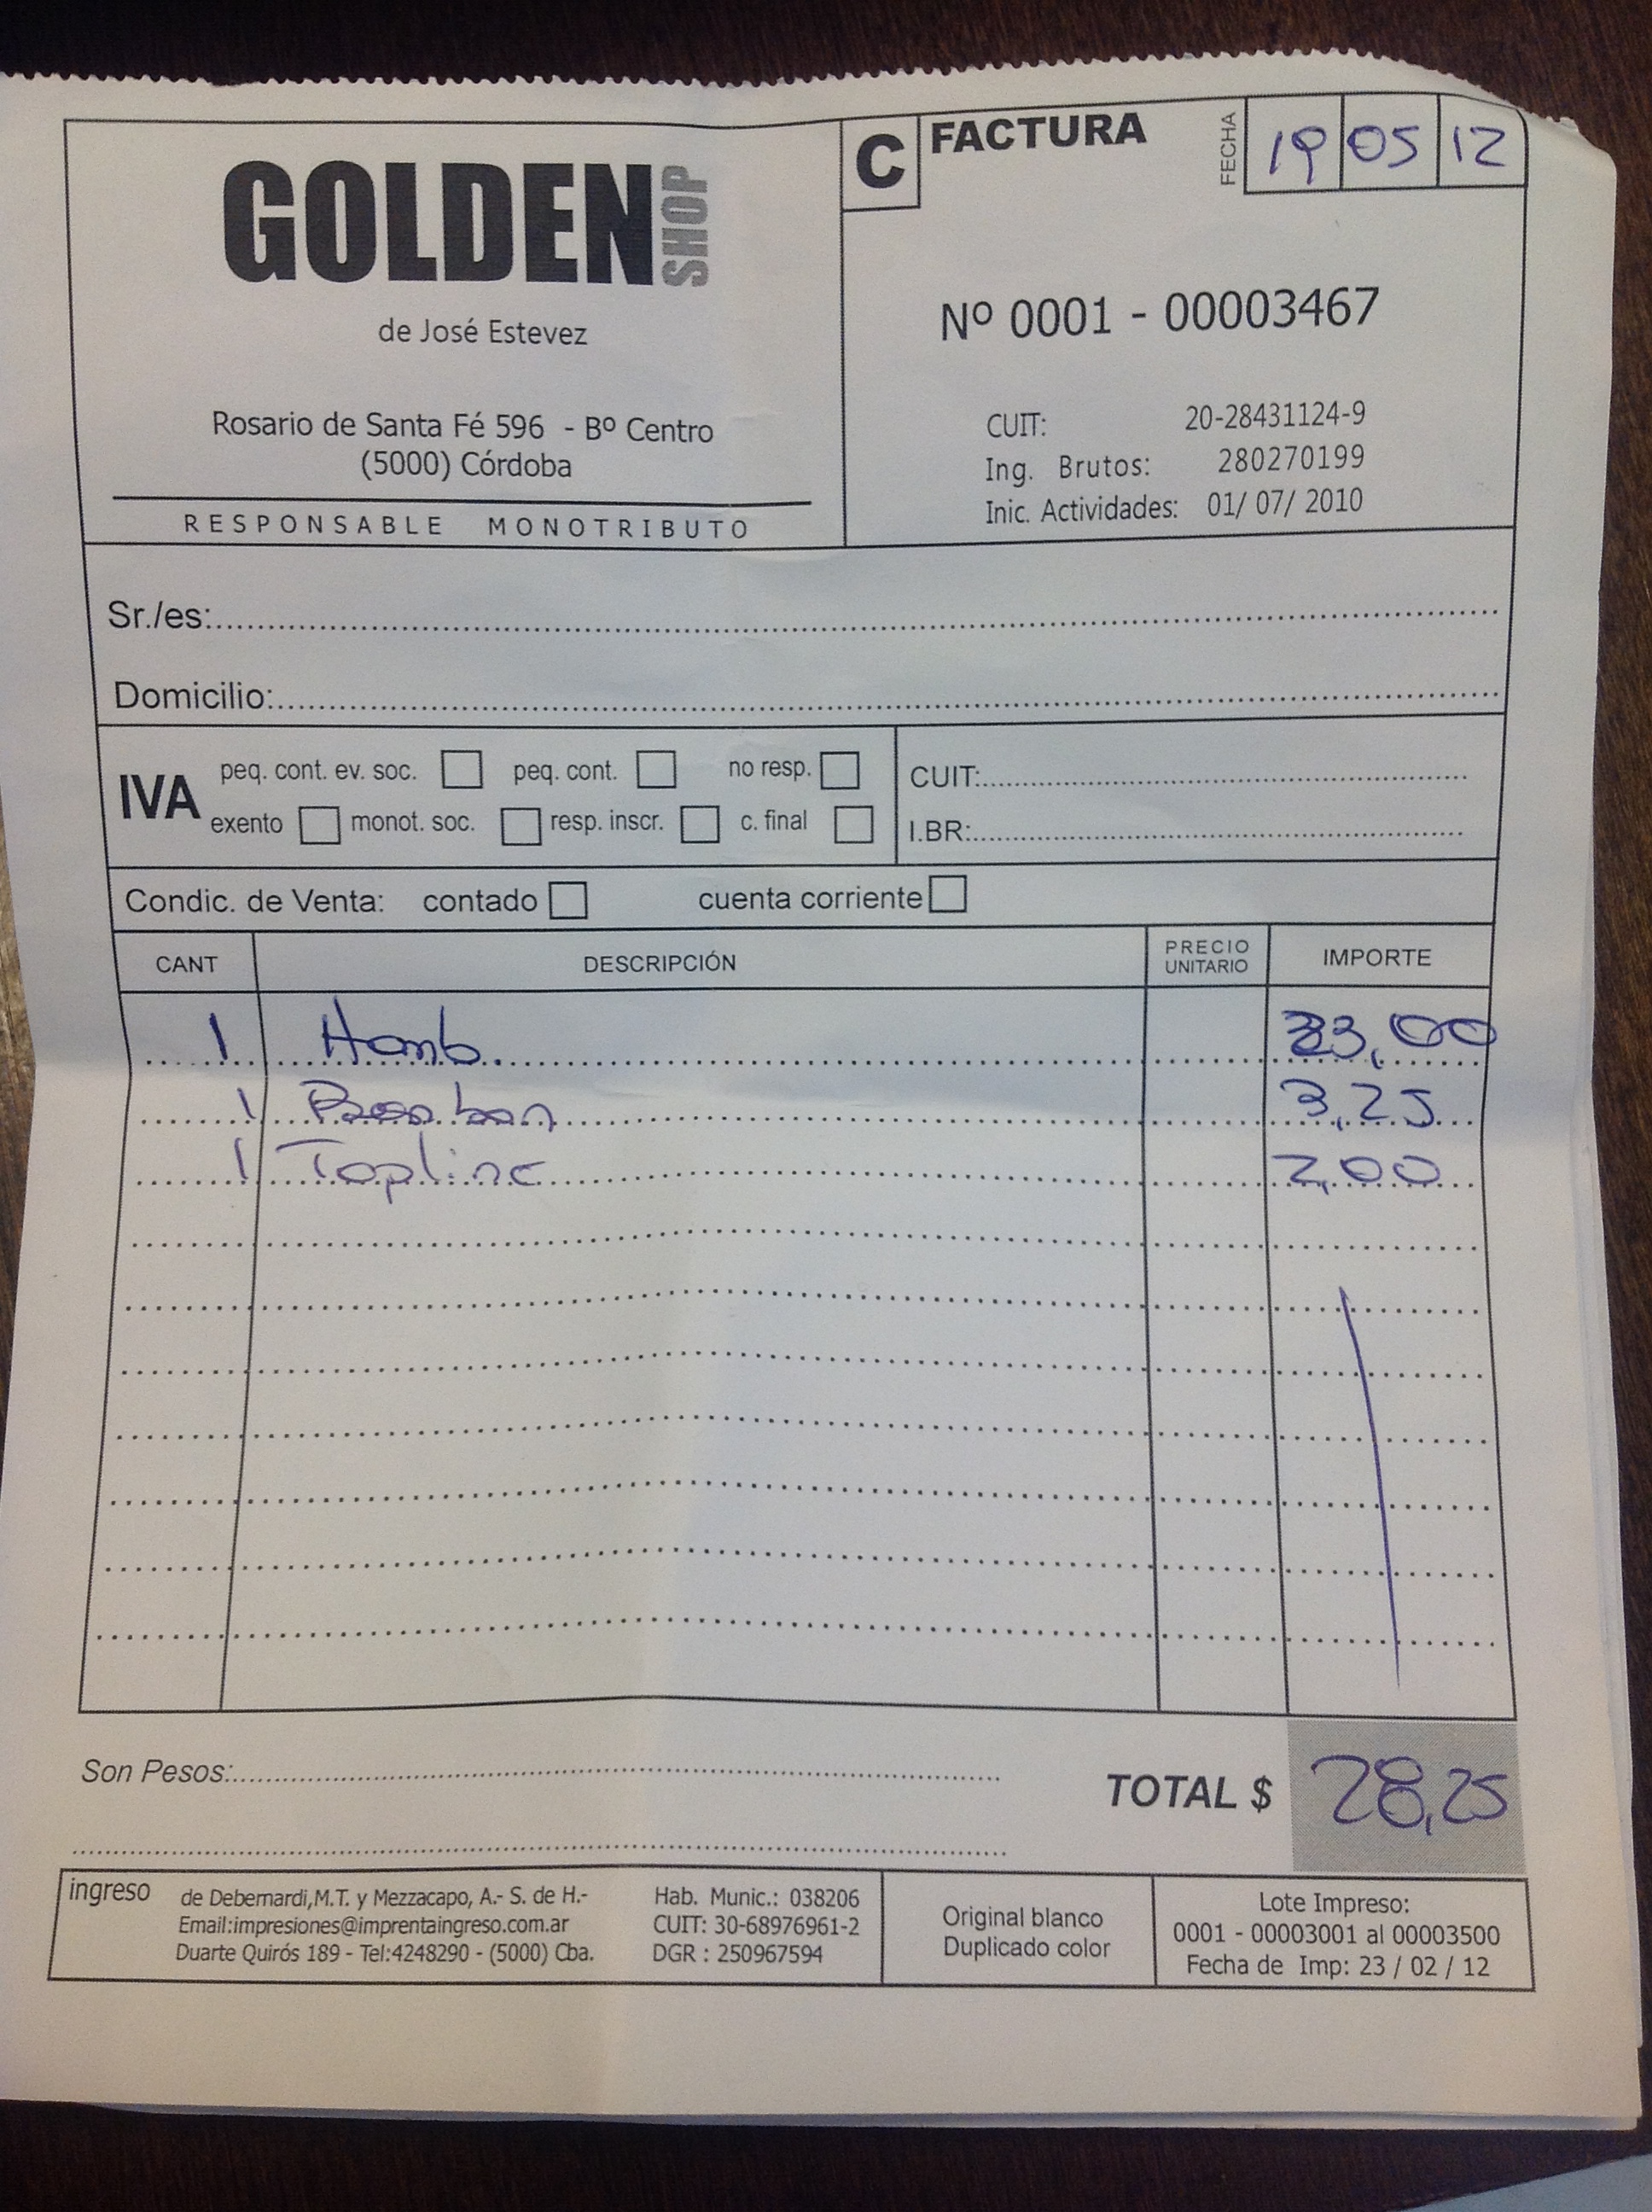 C FACTURA FECHA 19 05 12
GOLDEN SHOP
de José Estevez
Nº 0001 - 00003467
Rosario de Santa Fé 596 - Bº Centro
(5000) Córdoba
RESPONSABLE MONOTRIBUTO
CUIT: 20-28431124-9
Ing. Brutos: 280270199
Inic. Actividades: 01/ 07/ 2010
Sr./es:
Domicilio:
IVA
peq. cont. ev. soc. peq. cont. no resp.
exento monot. soc. resp. inscr. c. final
CUIT:
I.BR:
Condic. de Venta: contado cuenta corriente
CANT DESCRIPCIÓN PRECIO UNITARIO IMPORTE
1 Hamb. 23,00
1 3,25
1 Topline 2,00
Son Pesos:
TOTAL $ 28,25
ingreso
de Debernardi,M.T. y Mezzacapo, A.- S. de H.-
Email:impresiones@imprentaingreso.com.ar
Duarte Quirós 189 - Tel:4248290 - (5000) Cba.
Hab. Munic.: 038206
CUIT: 30-68976961-2
DGR : 250967594
Original blanco
Duplicado color
Lote Impreso:
0001 - 00003001 al 00003500
Fecha de Imp: 23 / 02 / 12